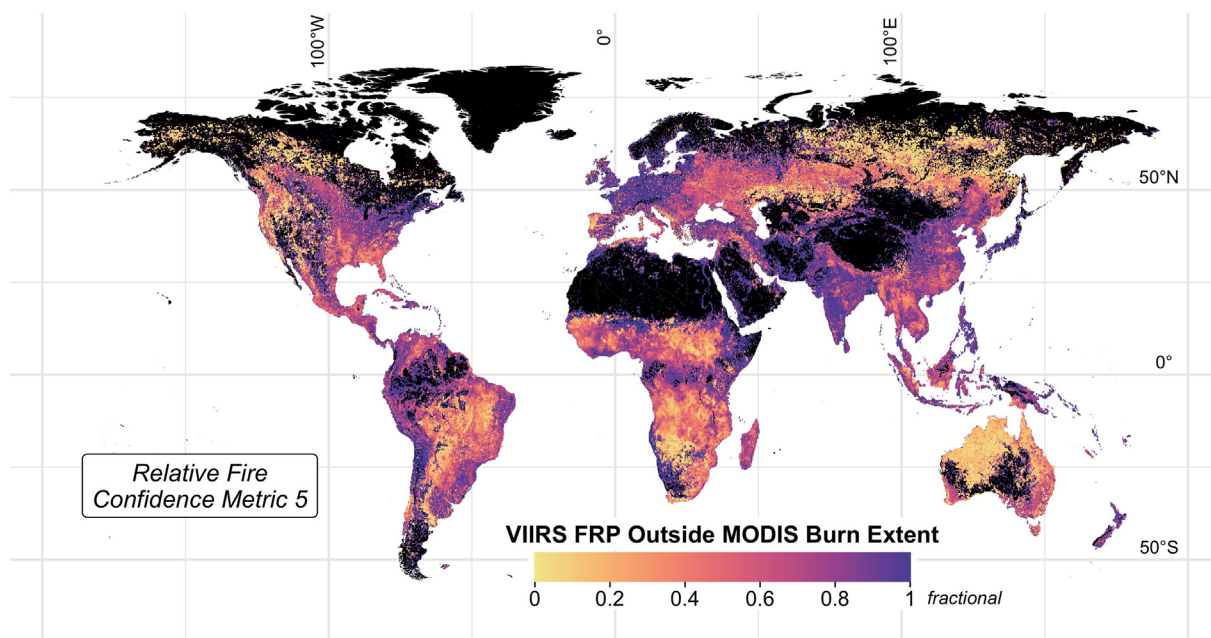 100°W
0°
100°E
50°N
0°
50°S
Relative Fire
Confidence Metric 5
VIIRS FRP Outside MODIS Burn Extent
0 0.2 0.4 0.6 0.8 1 fractional